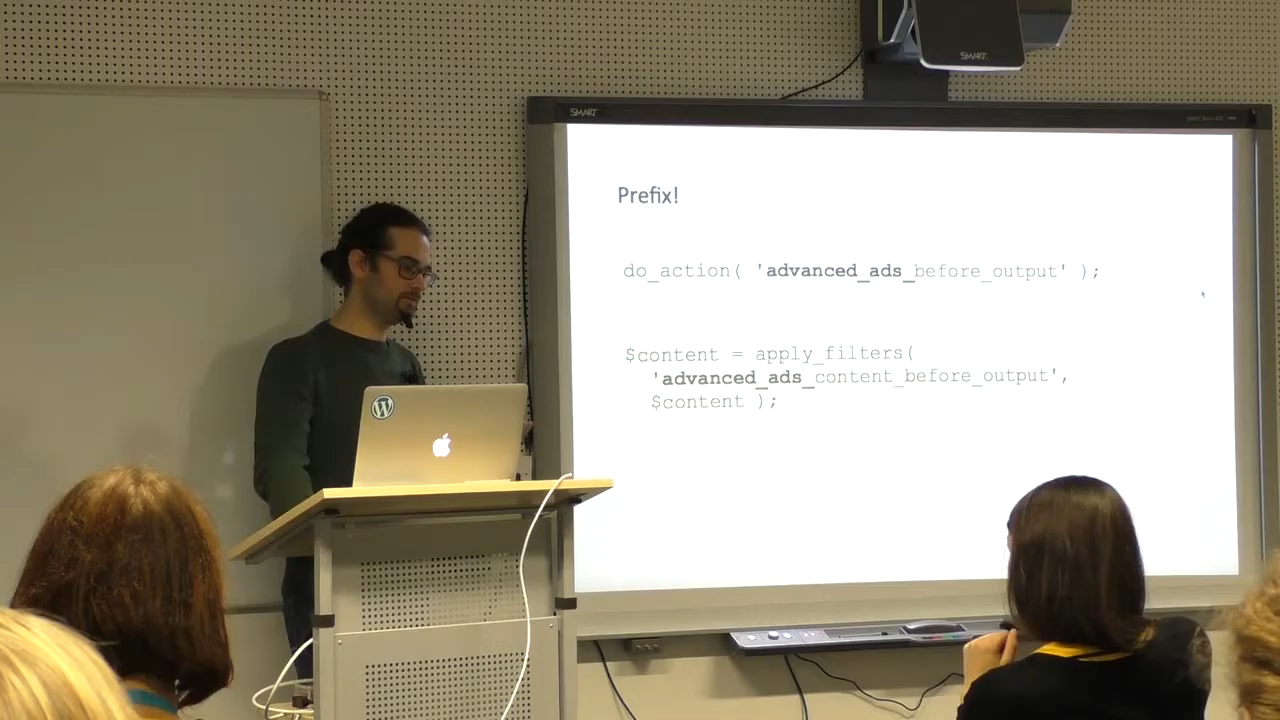 SMART
SMART
Prefix!
do_action( 'advanced_ads_before_output' );
$content = apply_filters(
'advanced_ads_content_before_output',
$content );